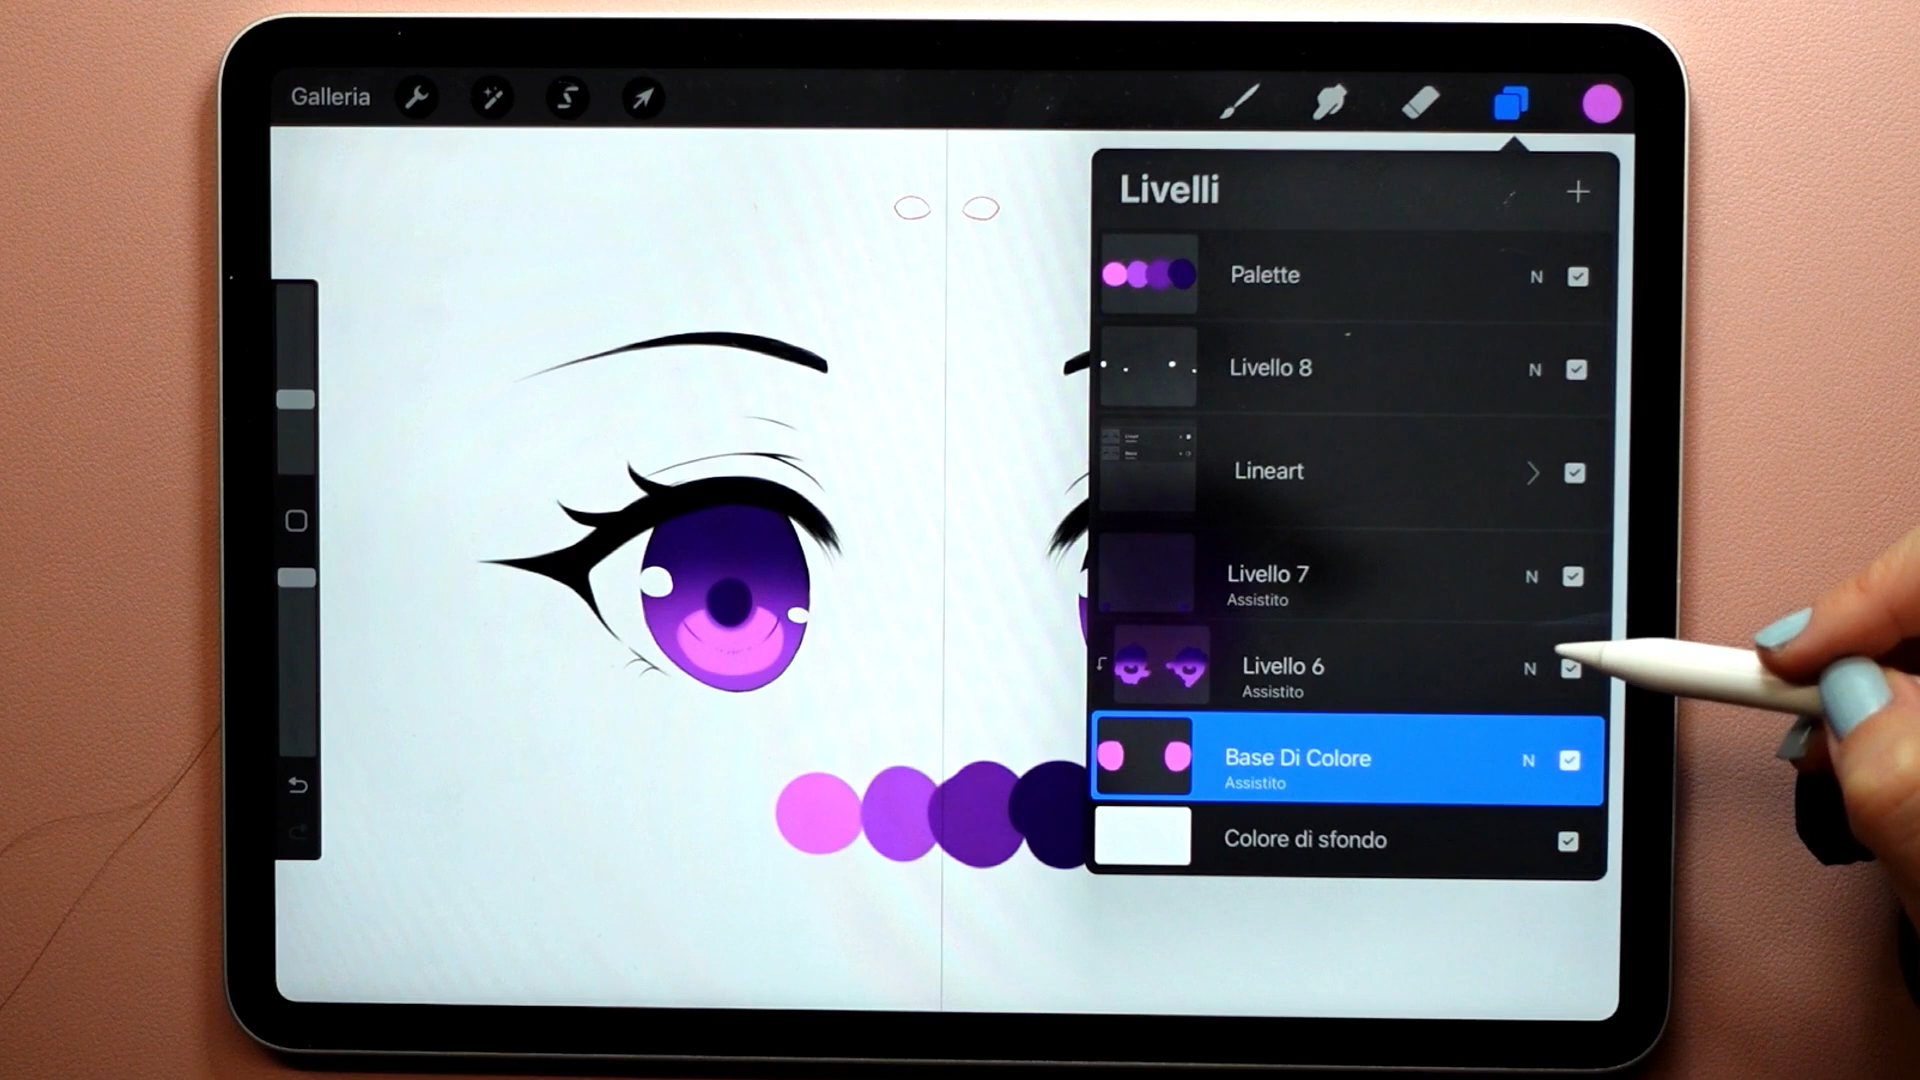 Galleria
Livelli
Palette N
Livello 8 N
Lineart
Livello 7 N
Assistito
Livello 6 N
Assistito
Base Di Colore N
Assistito
Colore di sfondo